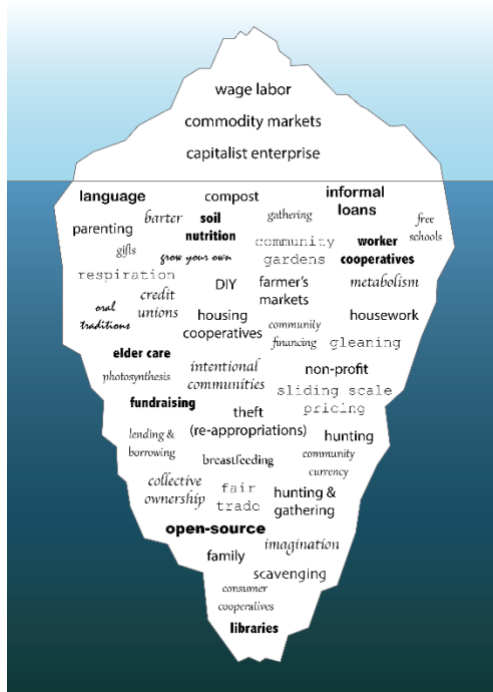 wage labor
commodity markets
capitalist enterprise
language
compost
informal
loans
parenting
barter
soil
nutrition
gathering
free
schools
gifts
grow your own
community
gardens
worker
cooperatives
respiration
credit
unions
DIY
farmer's
markets
metabolism
oral
traditions
housing
cooperatives
community
financing
housework
gleaning
elder care
photosynthesis
intentional
communities
non-profit
sliding scale
pricing
fundraising
theft
(re-appropriations)
lending &
borrowing
hunting
breastfeeding
community
currency
collective
ownership
fair
trado
hunting &
gathering
open-source
family
imagination
scavenging
consumer
cooperatives
libraries